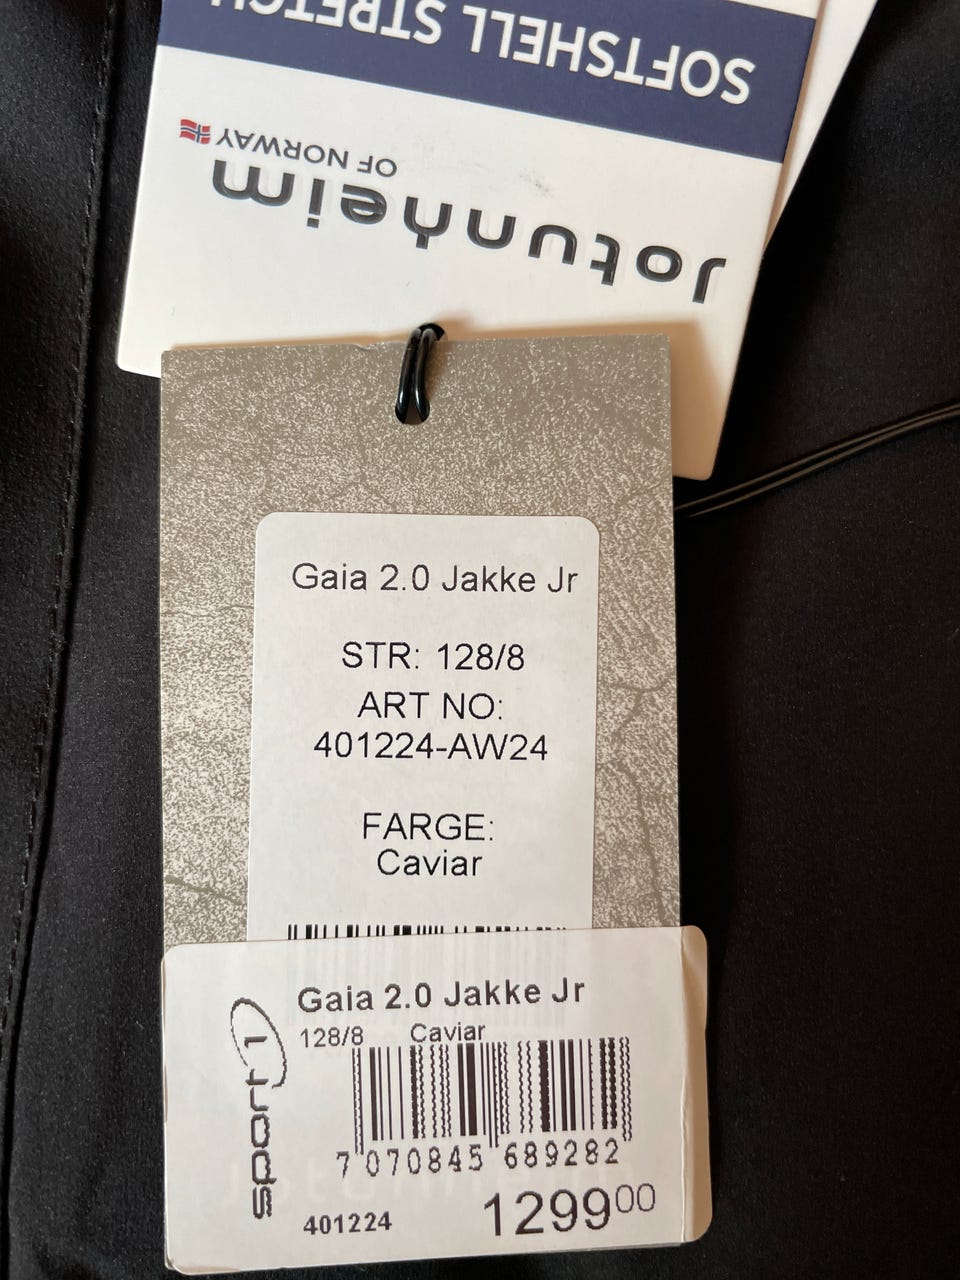 SOFTSHELL STRETCH
Jotunheim
OF NORWAY
Gaia 2.0 Jakke Jr
STR: 128/8
ART NO:
401224-AW24
FARGE:
Caviar
Gaia 2.0 Jakke Jr
128/8 Caviar
sport 1
7 070845 689282
401224 129900